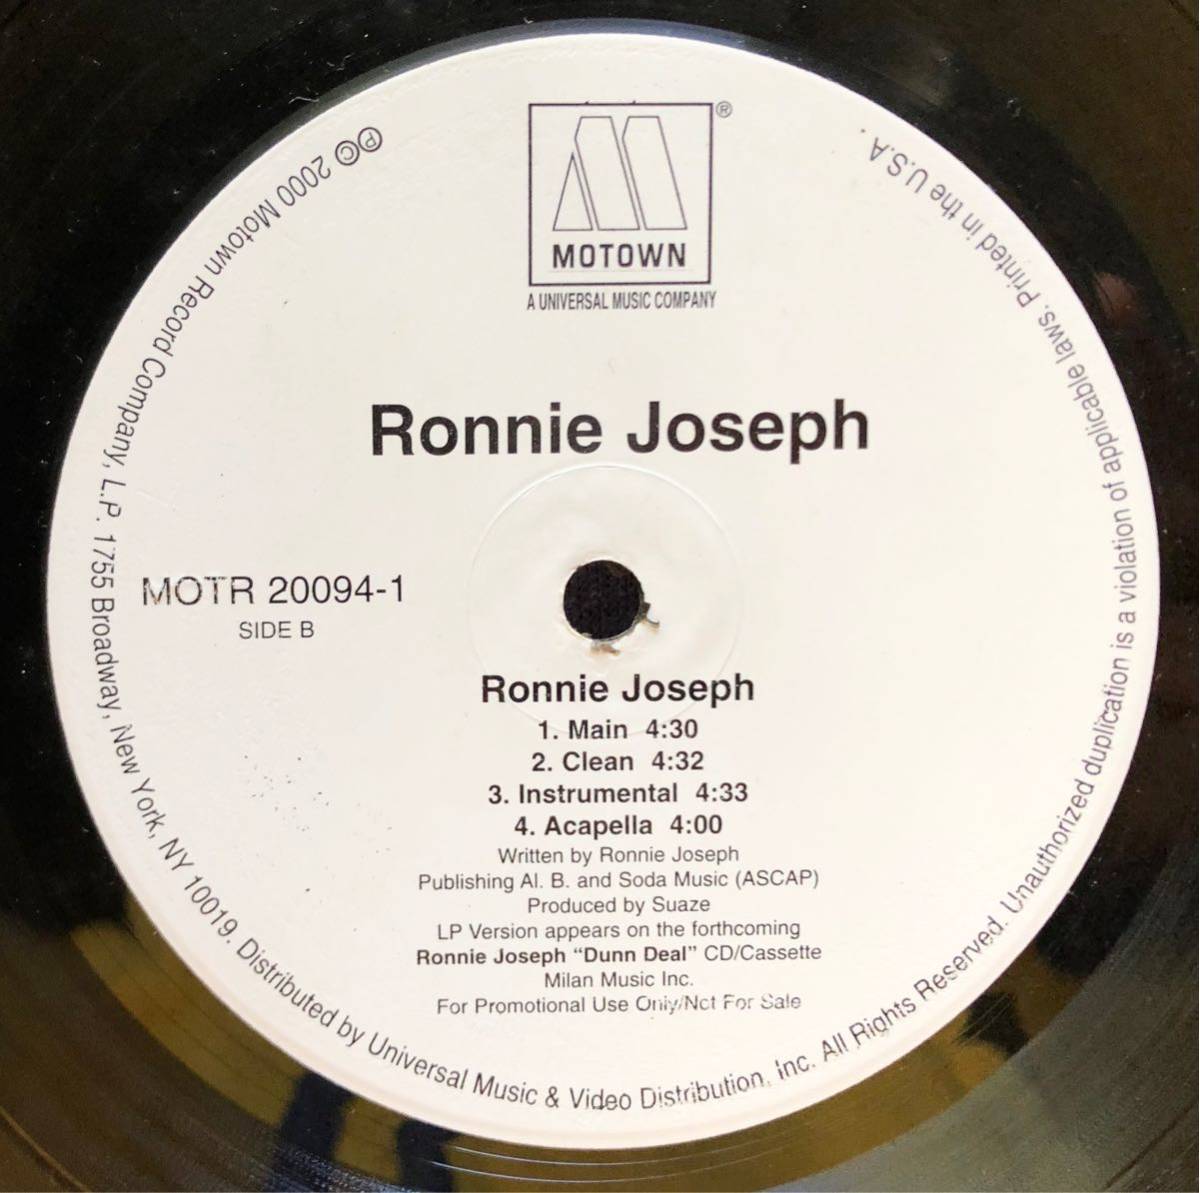 MOTOWN
®
A UNIVERSAL MUSIC COMPANY
Ronnie Joseph
MOTR 20094-1
SIDE B
Ronnie Joseph
1. Main 4:30
2. Clean 4:32
3. Instrumental 4:33
4. Acapella 4:00
Written by Ronnie Joseph
Publishing Al. B. and Soda Music (ASCAP)
Produced by Suaze
LP Version appears on the forthcoming
Ronnie Joseph “Dunn Deal” CD/Cassette
Milan Music Inc.
For Promotional Use Only/Not For Sale
℗© 2000 Motown Record Company, L.P. 1755 Broadway, New York, NY 10019. Distributed by Universal Music & Video Distribution, Inc. All Rights Reserved. Unauthorized duplication is a violation of applicable laws. Printed in the U.S.A.